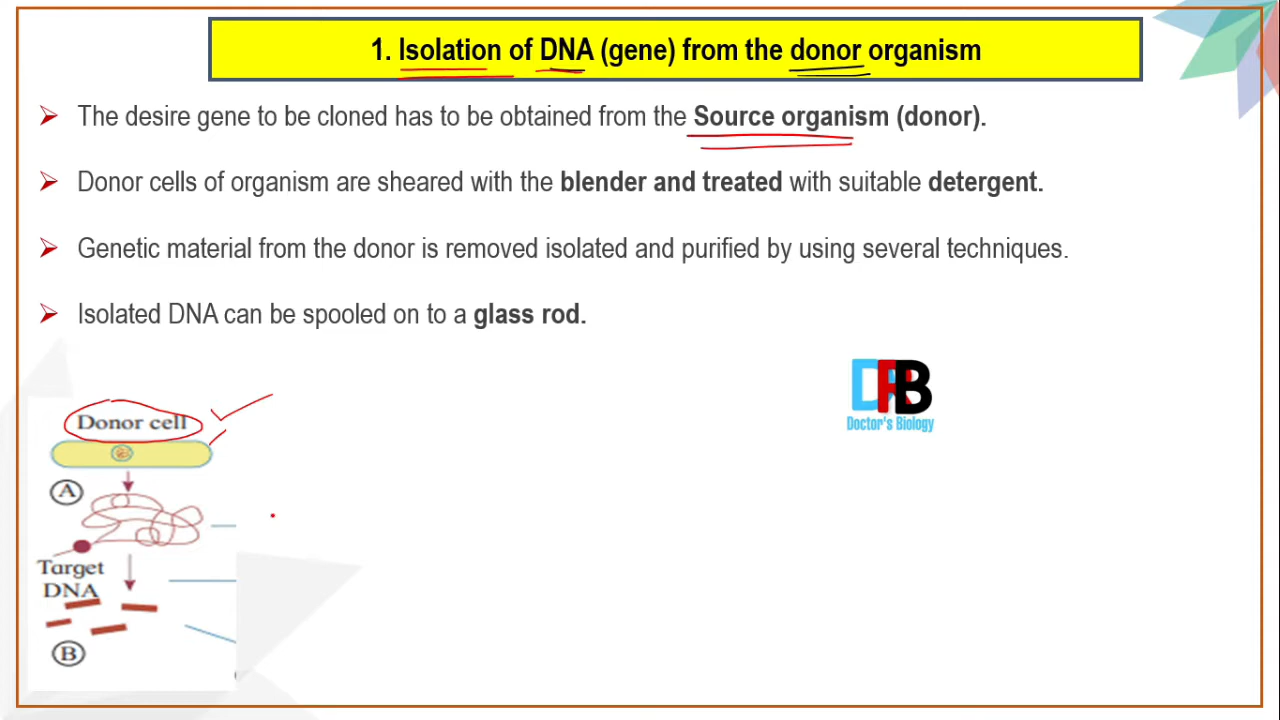 1. Isolation of DNA (gene) from the donor organism
The desire gene to be cloned has to be obtained from the Source organism (donor).
Donor cells of organism are sheared with the blender and treated with suitable detergent.
Genetic material from the donor is removed isolated and purified by using several techniques.
Isolated DNA can be spooled on to a glass rod.
DRB
Doctor's Biology
Donor cell
A
Target
DNA
B